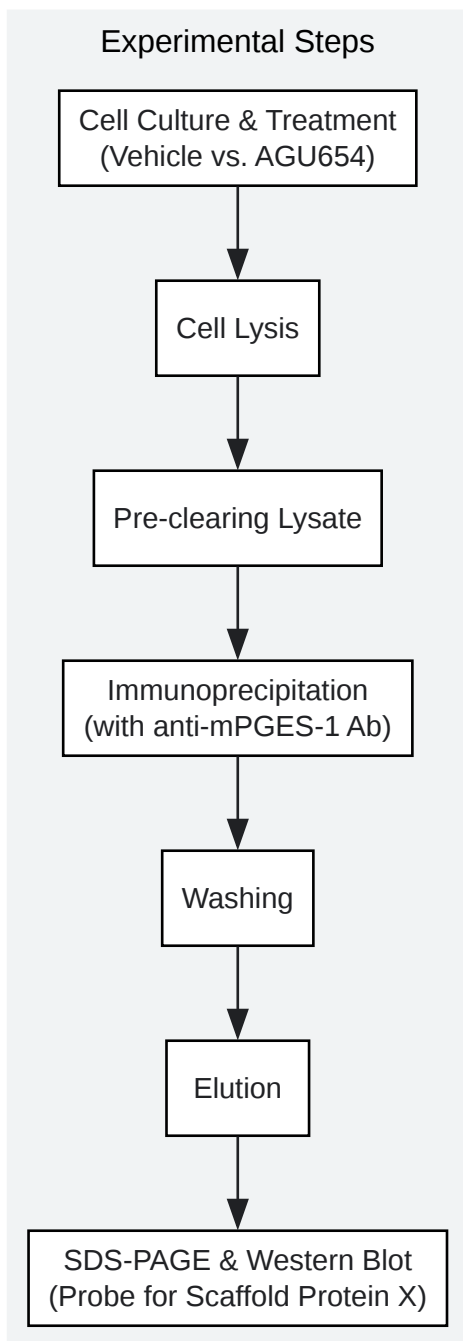 Experimental Steps
Cell Culture & Treatment
(Vehicle vs. AGU654)
Cell Lysis
Pre-clearing Lysate
Immunoprecipitation
(with anti-mPGES-1 Ab)
Washing
Elution
SDS-PAGE & Western Blot
(Probe for Scaffold Protein X)